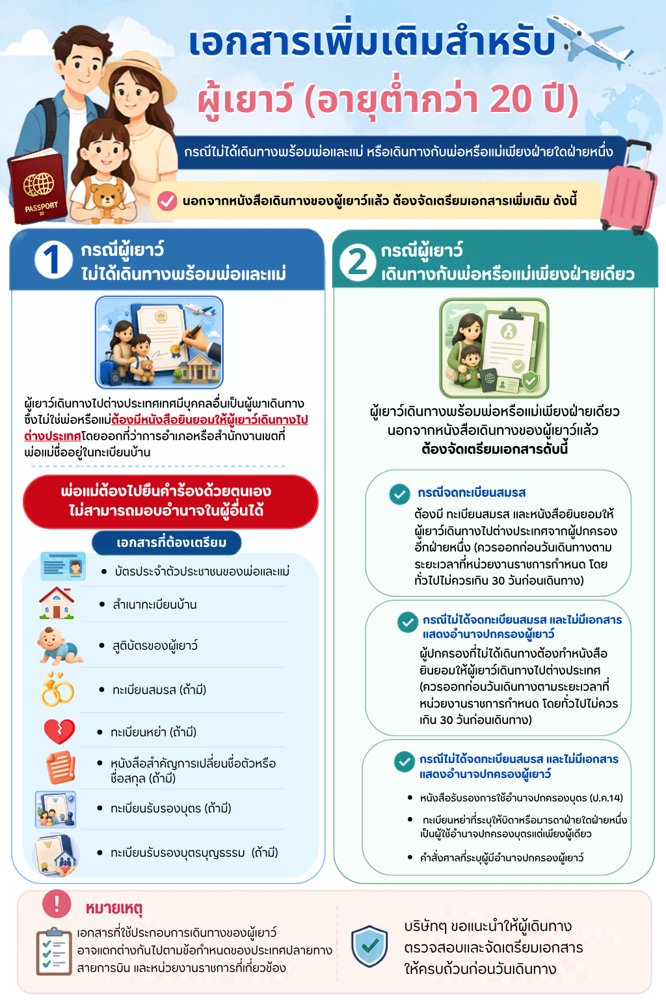 เอกสารเพิ่มเติมสำหรับ
ผู้เยาว์ (อายุต่ำกว่า 20 ปี)
กรณีไม่ได้เดินทางพร้อมพ่อและแม่ หรือเดินทางกับพ่อหรือแม่เพียงฝ่ายใดฝ่ายหนึ่ง
PASSPORT
นอกจากหนังสือเดินทางของผู้เยาว์แล้ว ต้องจัดเตรียมเอกสารเพิ่มเติม ดังนี้
1
กรณีผู้เยาว์
ไม่ได้เดินทางพร้อมพ่อและแม่
ผู้เยาว์เดินทางไปต่างประเทศเทศมีบุคคลอื่นเป็นผู้พาเดินทาง
ซึ่งไม่ใช่พ่อหรือแม่ต้องมีหนังสือยินยอมให้ผู้เยาว์เดินทางไป
ต่างประเทศโดยออกที่ว่าการอำเภอหรือสำนักงานเขตที่
พ่อแม่ชื่ออยู่ในทะเบียนบ้าน
พ่อแม่ต้องไปยืนคำร้องด้วยตนเอง
ไม่สามารถมอบอำนาจในผู้อื่นได้
เอกสารที่ต้องเตรียม
• บัตรประจำตัวประชาชนของพ่อและแม่
• สำเนาทะเบียนบ้าน
• สูติบัตรของผู้เยาว์
• ทะเบียนสมรส (ถ้ามี)
• ทะเบียนหย่า (ถ้ามี)
• หนังสือสำคัญการเปลี่ยนชื่อตัวหรือ
ชื่อสกุล (ถ้ามี)
• ทะเบียนรับรองบุตร (ถ้ามี)
• ทะเบียนรับรองบุตรบุญธรรม (ถ้ามี)
2
กรณีผู้เยาว์
เดินทางกับพ่อหรือแม่เพียงฝ่ายเดียว
ผู้เยาว์เดินทางพร้อมพ่อหรือแม่เพียงฝ่ายเดียว
นอกจากหนังสือเดินทางของผู้เยาว์แล้ว
ต้องจัดเตรียมเอกสารดับนี้
กรณีจดทะเบียนสมรส
ต้องมี ทะเบียนสมรส และหนังสือยินยอมให้
ผู้เยาว์เดินทางไปต่างประเทศจากผู้ปกครอง
อีกฝ่ายหนึ่ง (ควรออกก่อนวันเดินทางตาม
ระยะเวลาที่หน่วยงานราชการกำหนด โดย
ทั่วไปไม่ควรเกิน 30 วันก่อนเดินทาง)
กรณีไม่ได้จดทะเบียนสมรส และไม่มีเอกสาร
แสดงอำนาจปกครองผู้เยาว์
ผู้ปกครองที่ไม่ได้เดินทางต้องทำหนังสือ
ยินยอมให้ผู้เยาว์เดินทางไปต่างประเทศ
(ควรออกก่อนวันเดินทางตามระยะเวลาที่
หน่วยงานราชการกำหนด โดยทั่วไปไม่ควร
เกิน 30 วันก่อนเดินทาง)
กรณีไม่ได้จดทะเบียนสมรส และไม่มีเอกสาร
แสดงอำนาจปกครองผู้เยาว์
• หนังสือรับรองการใช้อำนาจปกครองบุตร (ป.ค.14)
• ทะเบียนหย่าที่ระบุให้บิดาหรือมารดาฝ่ายใดฝ่ายหนึ่ง
เป็นผู้ใช้อำนาจปกครองบุตรแต่เพียงผู้เดียว
• คำสั่งศาลที่ระบุผู้มีอำนาจปกครองผู้เยาว์
หมายเหตุ
เอกสารที่ใช้ประกอบการเดินทางของผู้เยาว์
อาจแตกต่างกันไปตามข้อกำหนดของประเทศปลายทาง
สายการบิน และหน่วยงานราชการที่เกี่ยวข้อง
บริษัทๆ ขอแนะนำให้ผู้เดินทาง
ตรวจสอบและจัดเตรียมเอกสาร
ให้ครบถ้วนก่อนวันเดินทาง